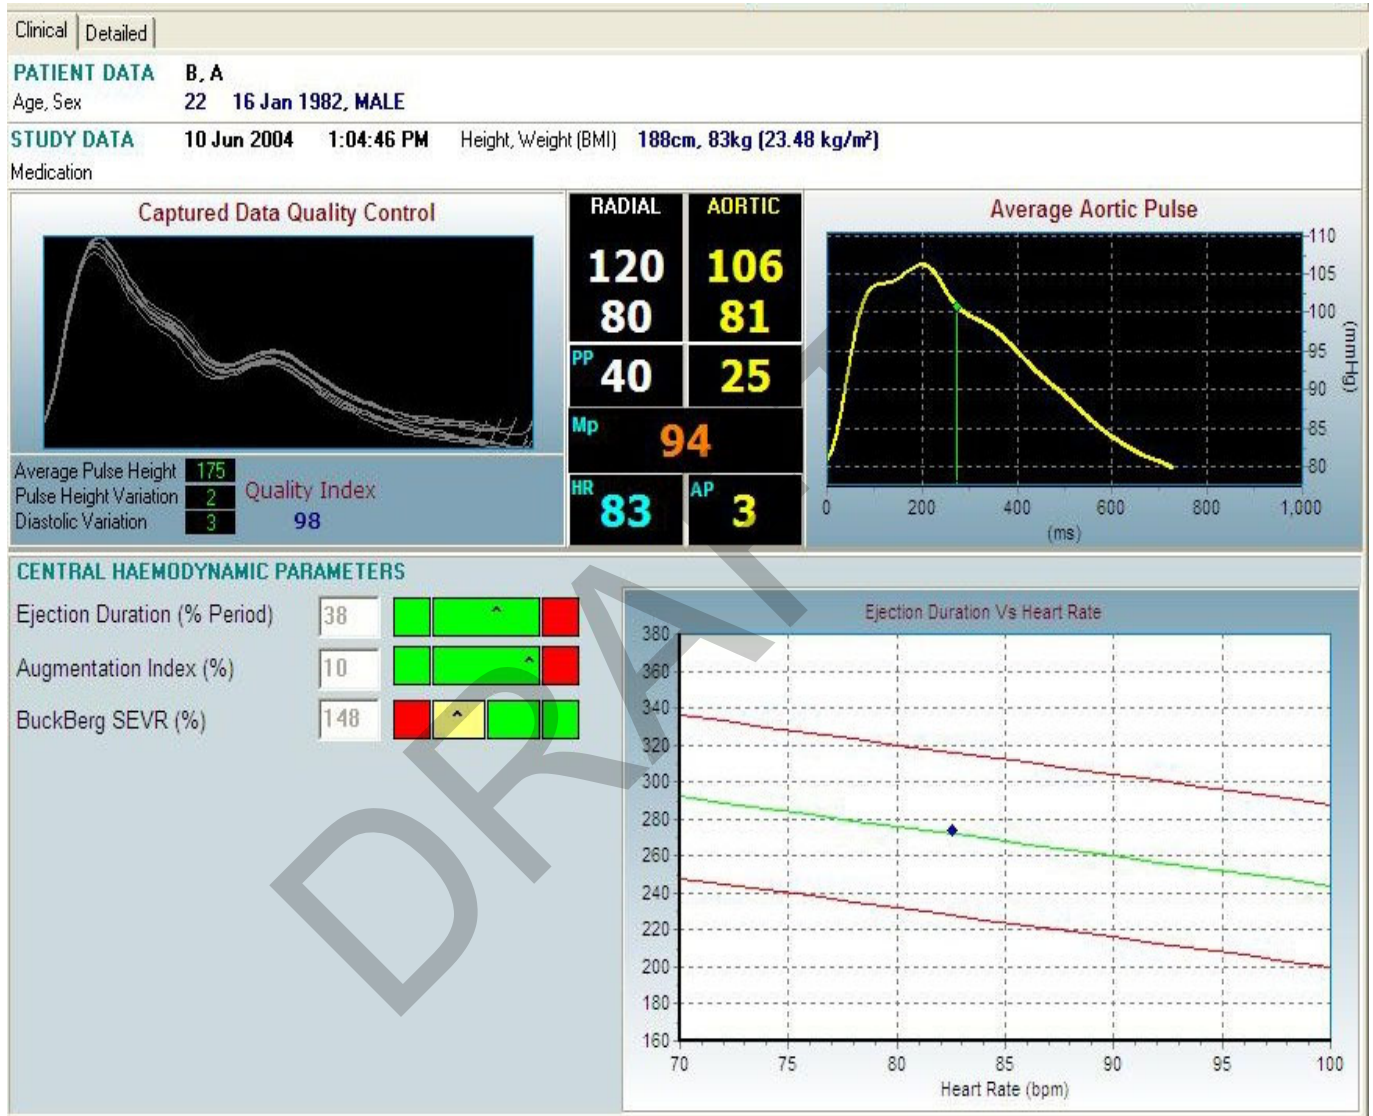 Clinical Detailed
PATIENT DATA B, A
Age, Sex 22 16 Jan 1982, MALE
STUDY DATA 10 Jun 2004 1:04:46 PM Height, Weight (BMI) 188cm, 83kg (23.48 kg/m²)
Medication
Captured Data Quality Control
Average Pulse Height 175
Pulse Height Variation 2
Diastolic Variation 3
Quality Index
98
RADIAL AORTIC
120 106
80 81
PP 40 25
Mp 94
HR 83 AP 3
Average Aortic Pulse
110
105
100
95
90
85
80
(mmHg)
0 200 400 600 800 1,000
(ms)
CENTRAL HAEMODYNAMIC PARAMETERS
Ejection Duration (% Period) 38
Augmentation Index (%) 10
BuckBerg SEVR (%) 148
Ejection Duration Vs Heart Rate
380
360
340
320
300
280
260
240
220
200
180
160
70 75 80 85 90 95 100
Heart Rate (bpm)
DRAFT